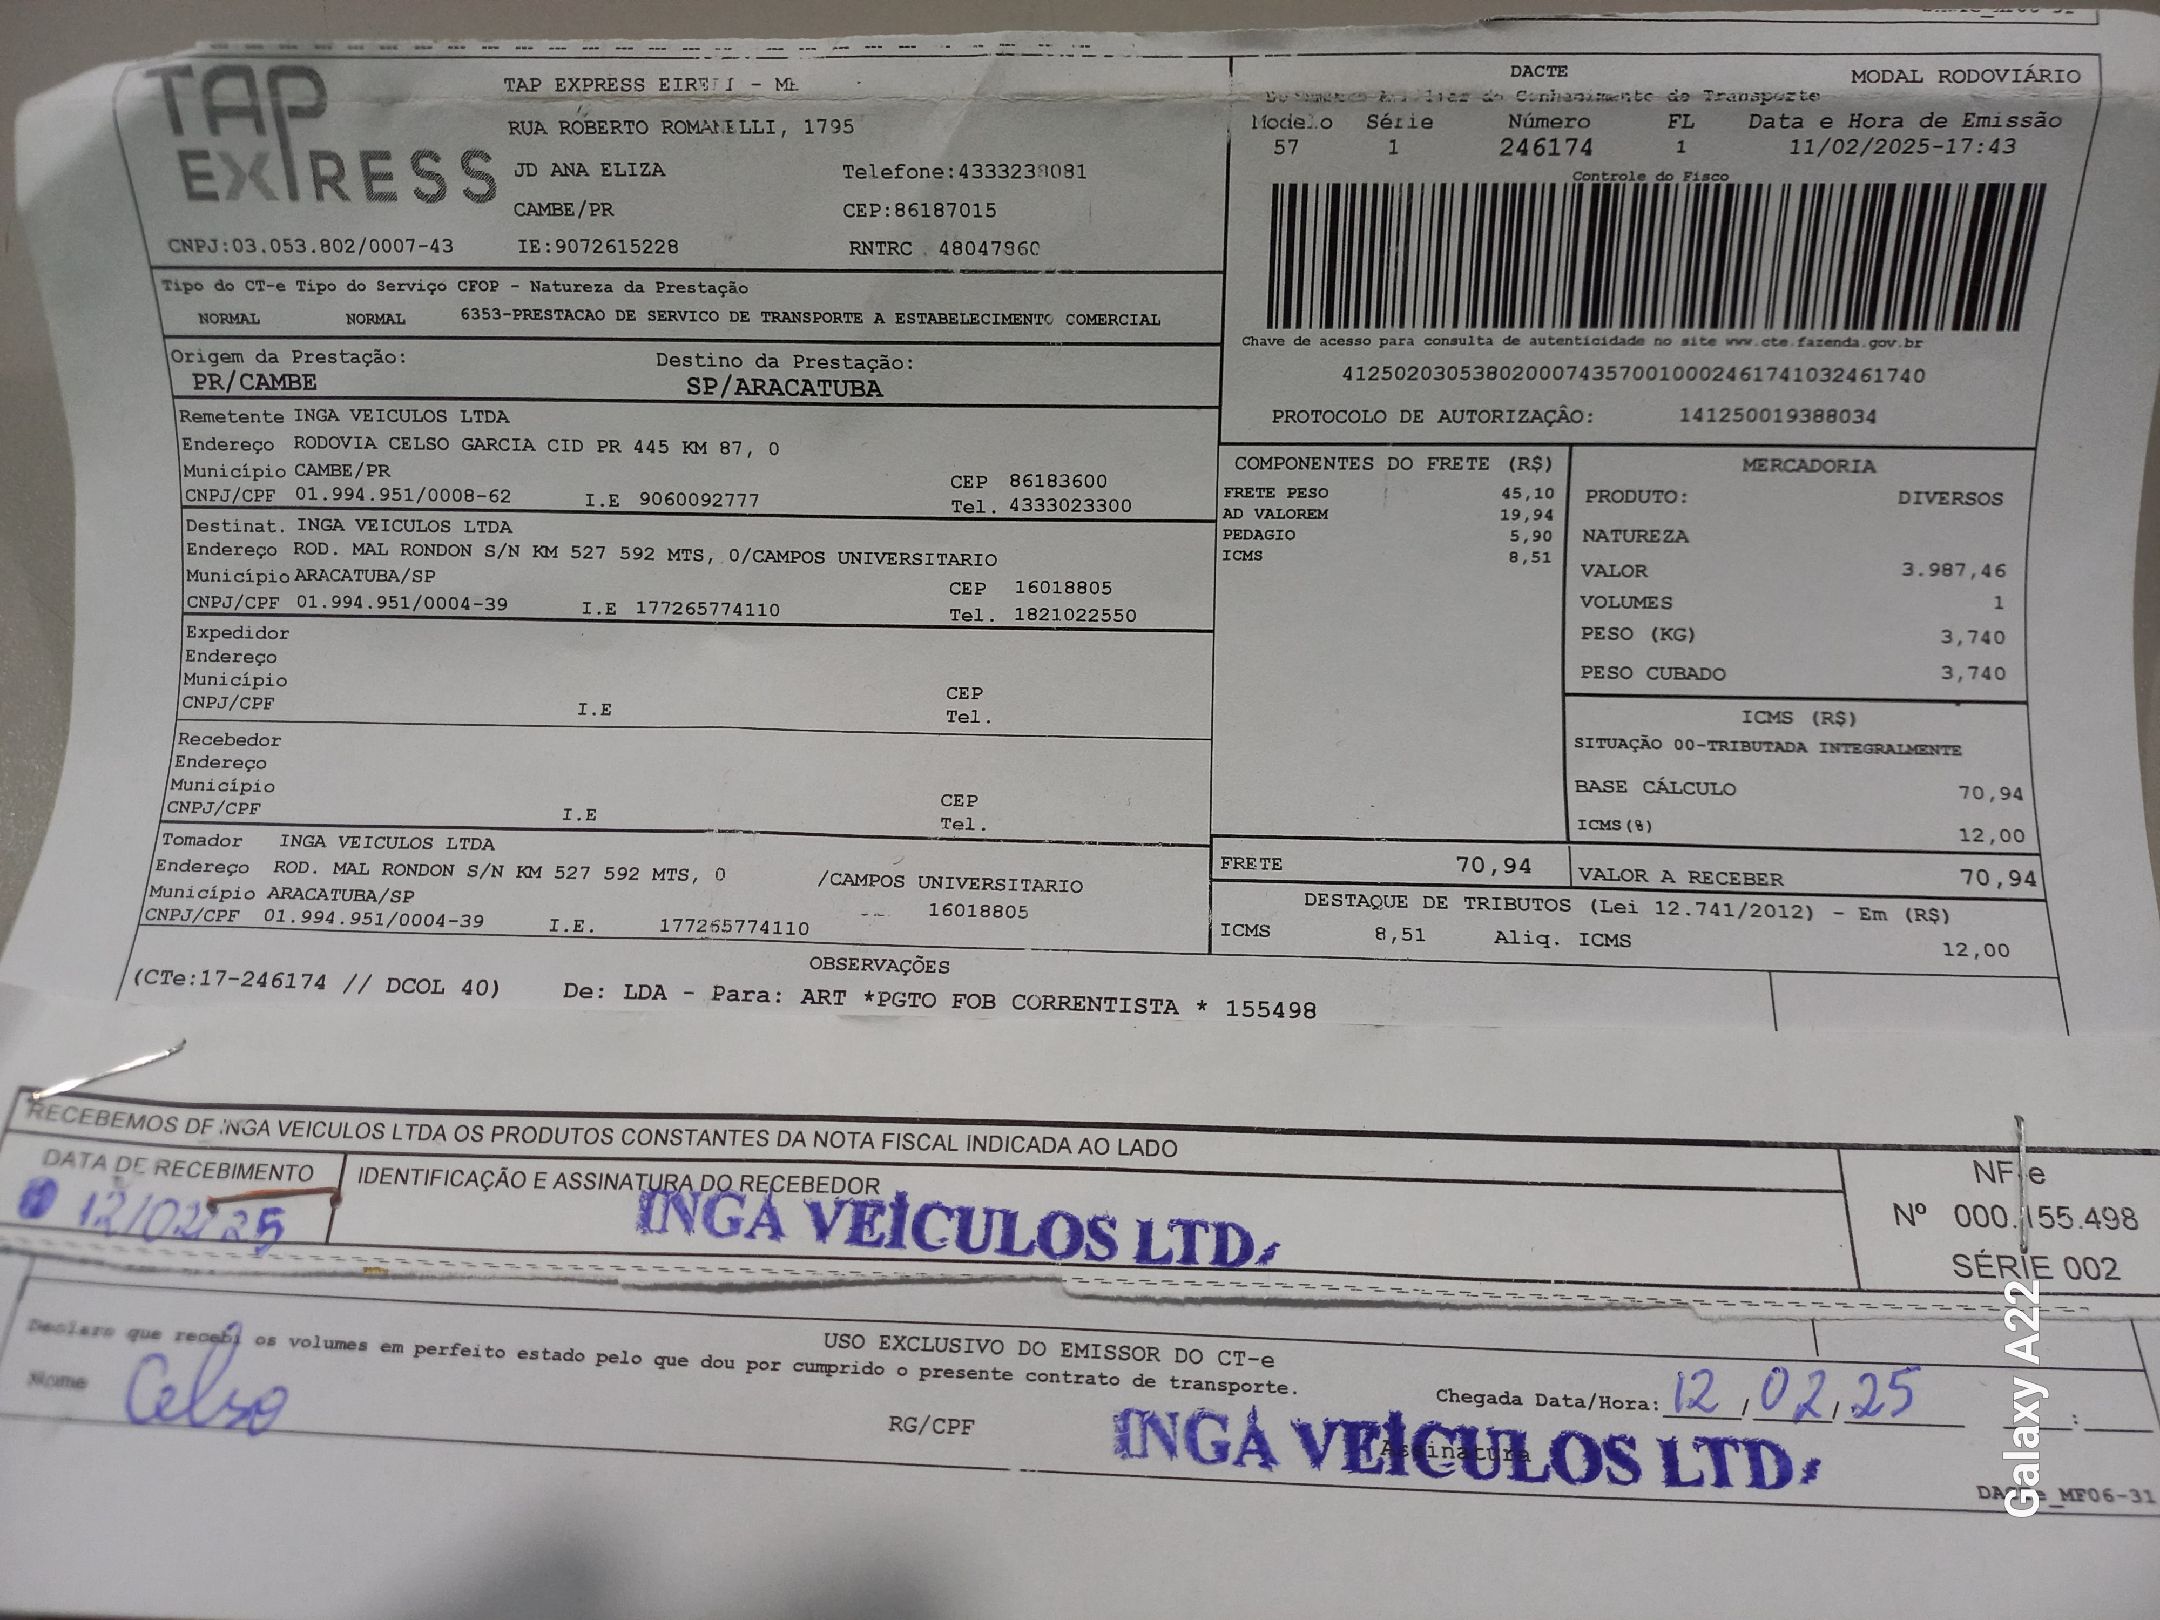 TAP EXPRESS
TAP EXPRESS EIRELI - ME
RUA ROBERTO ROMANELLI, 1795
JD ANA ELIZA Telefone:4333238081
CAMBE/PR CEP:86187015
CNPJ:03.053.802/0007-43 IE:9072615228 RNTRC 48047960
DACTE MODAL RODOVIÁRIO
Documento Auxiliar do Conhecimento de Transporte
Modelo Série Número FL Data e Hora de Emissão
57 1 246174 1 11/02/2025-17:43
Controle do Fisco
Chave de acesso para consulta de autenticidade no site www.cte.fazenda.gov.br
41250203053802000743570010002461741032461740
PROTOCOLO DE AUTORIZAÇÃO: 141250019388034
Tipo do CT-e Tipo do Serviço CFOP - Natureza da Prestação
NORMAL NORMAL 6353-PRESTACAO DE SERVICO DE TRANSPORTE A ESTABELECIMENTO COMERCIAL
Origem da Prestação: Destino da Prestação:
PR/CAMBE SP/ARACATUBA
Remetente INGA VEICULOS LTDA
Endereço RODOVIA CELSO GARCIA CID PR 445 KM 87, 0
Município CAMBE/PR CEP 86183600
CNPJ/CPF 01.994.951/0008-62 I.E 9060092777 Tel. 4333023300
Destinat. INGA VEICULOS LTDA
Endereço ROD. MAL RONDON S/N KM 527 592 MTS, 0/CAMPOS UNIVERSITARIO
Município ARACATUBA/SP CEP 16018805
CNPJ/CPF 01.994.951/0004-39 I.E 177265774110 Tel. 1821022550
Expedidor
Endereço
Município CEP
CNPJ/CPF I.E Tel.
Recebedor
Endereço
Município CEP
CNPJ/CPF I.E Tel.
Tomador INGA VEICULOS LTDA
Endereço ROD. MAL RONDON S/N KM 527 592 MTS, 0 /CAMPOS UNIVERSITARIO
Município ARACATUBA/SP 16018805
CNPJ/CPF 01.994.951/0004-39 I.E. 177265774110
COMPONENTES DO FRETE (R$)
FRETE PESO 45,10
AD VALOREM 19,94
PEDAGIO 5,90
ICMS 8,51
MERCADORIA
PRODUTO: DIVERSOS
NATUREZA
VALOR 3.987,46
VOLUMES 1
PESO (KG) 3,740
PESO CUBADO 3,740
ICMS (R$)
SITUAÇÃO 00-TRIBUTADA INTEGRALMENTE
BASE CÁLCULO 70,94
ICMS(%) 12,00
FRETE 70,94 VALOR A RECEBER 70,94
DESTAQUE DE TRIBUTOS (Lei 12.741/2012) - Em (R$)
ICMS 8,51 Aliq. ICMS 12,00
OBSERVAÇÕES
(CTe:17-246174 // DCOL 40) De: LDA - Para: ART *PGTO FOB CORRENTISTA * 155498
RECEBEMOS DE INGA VEICULOS LTDA OS PRODUTOS CONSTANTES DA NOTA FISCAL INDICADA AO LADO
DATA DE RECEBIMENTO IDENTIFICAÇÃO E ASSINATURA DO RECEBEDOR
12/02/25 INGA VEÍCULOS LTD.
NF-e
Nº 000.155.498
SÉRIE 002
USO EXCLUSIVO DO EMISSOR DO CT-e
Declaro que recebi os volumes em perfeito estado pelo que dou por cumprido o presente contrato de transporte.
Nome Celso RG/CPF
Chegada Data/Hora: 12/02/25 :
Assinatura
INGA VEÍCULOS LTD.
MF06-31
Galaxy A22